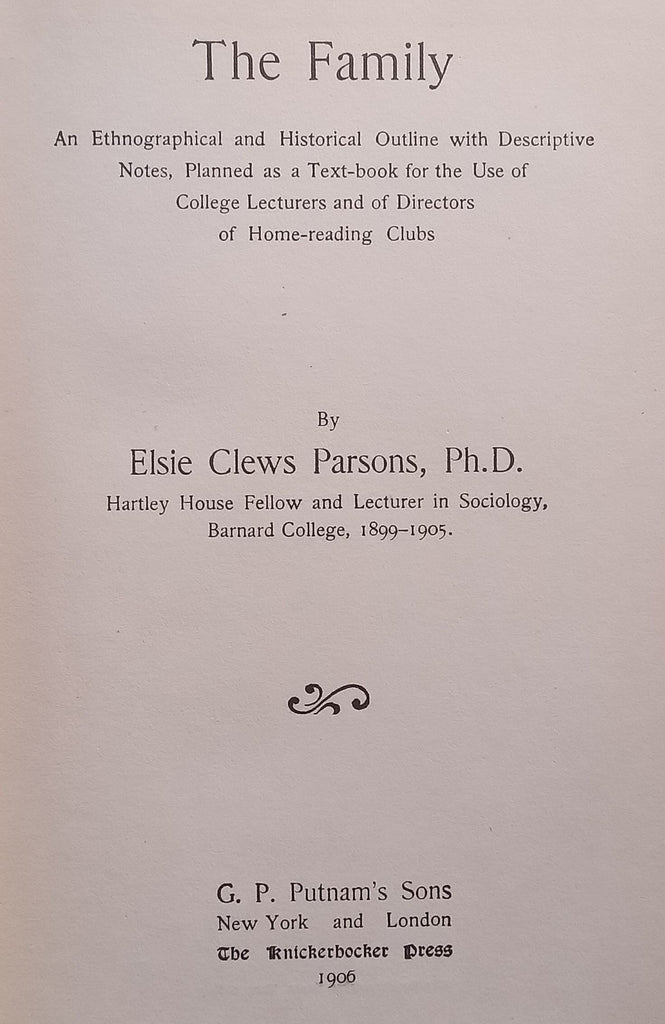 The Family
An Ethnographical and Historical Outline with Descriptive
Notes, Planned as a Text-book for the Use of
College Lecturers and of Directors
of Home-reading Clubs
By
Elsie Clews Parsons, Ph.D.
Hartley House Fellow and Lecturer in Sociology,
Barnard College, 1899–1905.
G. P. Putnam's Sons
New York and London
The Knickerbocker Press
1906